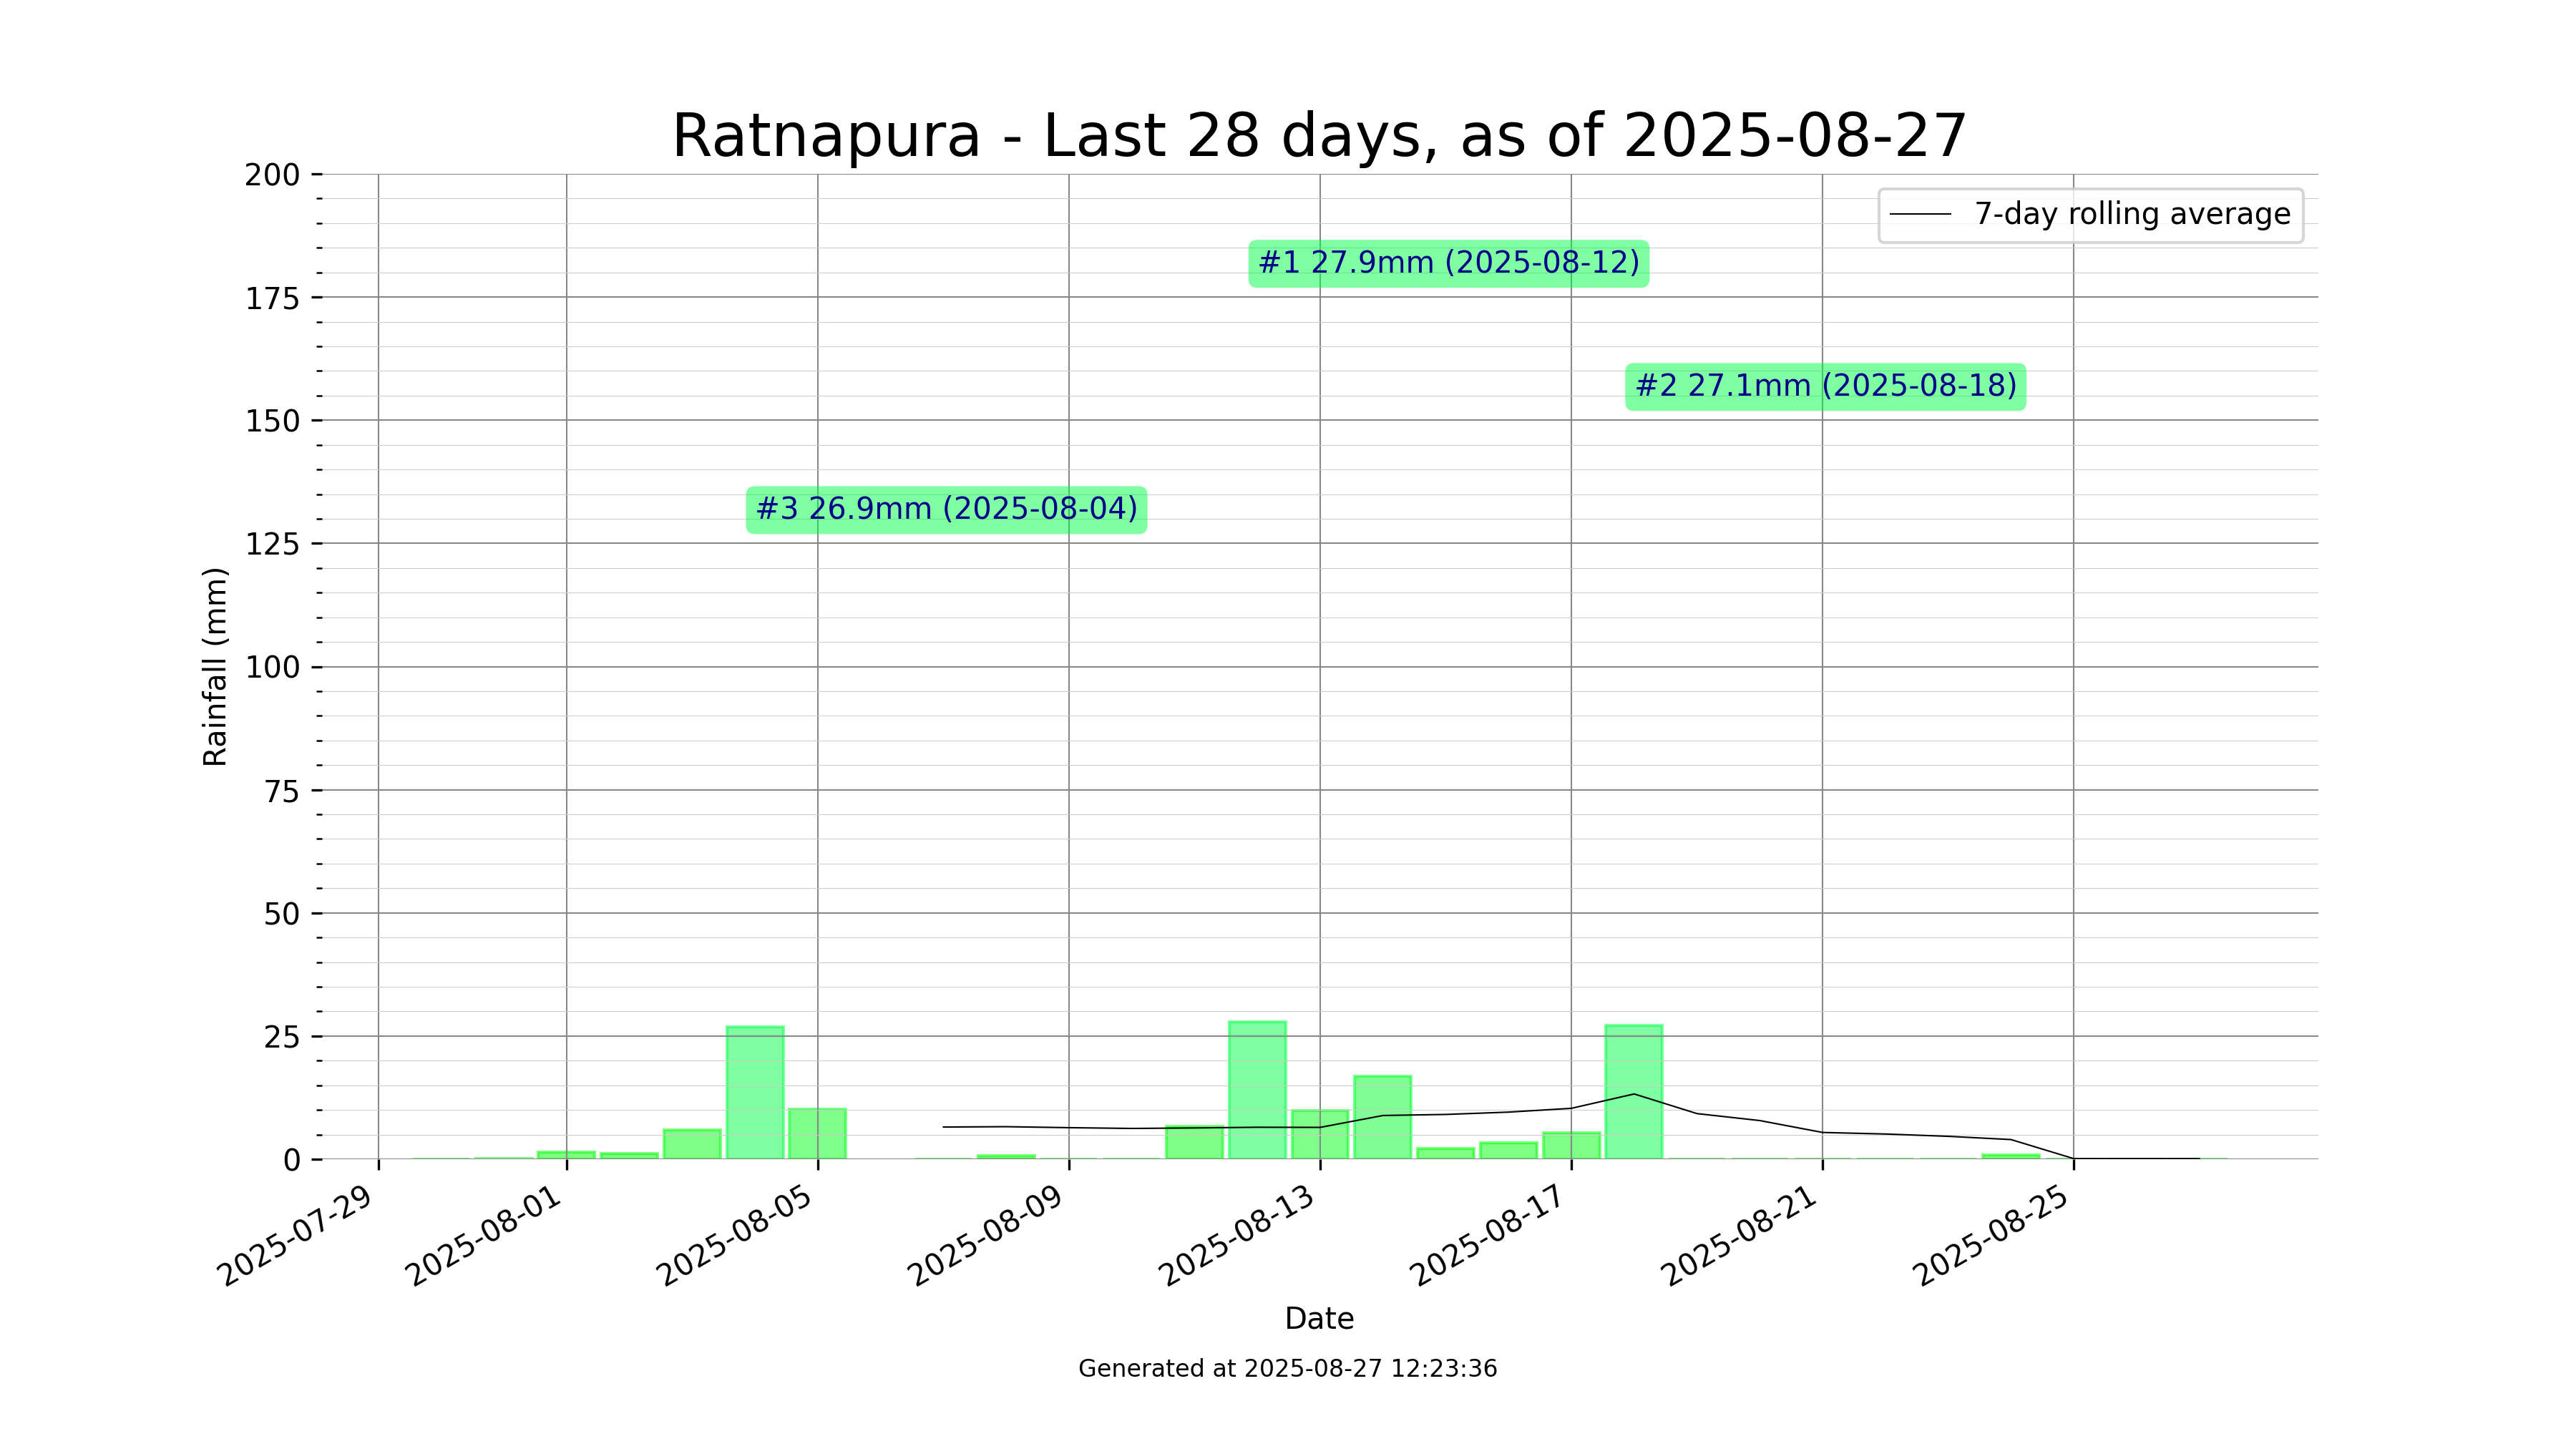 Ratnapura - Last 28 days, as of 2025-08-27
7-day rolling average
#1 27.9mm (2025-08-12)
#2 27.1mm (2025-08-18)
#3 26.9mm (2025-08-04)
Rainfall (mm)
200
175
150
125
100
75
50
25
0
2025-07-29
2025-08-01
2025-08-05
2025-08-09
2025-08-13
2025-08-17
2025-08-21
2025-08-25
Date
Generated at 2025-08-27 12:23:36